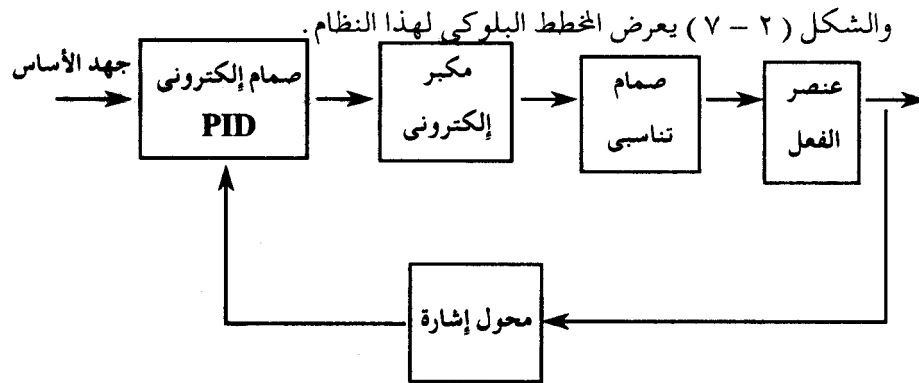 والشكل ( ٢ – ٧ ) يعرض المخطط البلوكى لهذا النظام .
جهد الأساس
صمام إلكترونى
PID
مكبر
إلكترونى
صمام
تناسبى
عنصر
الفعل
محول إشارة